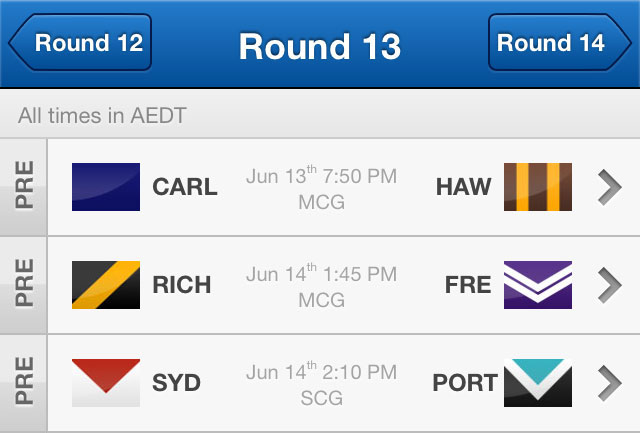 Round 12
Round 13
Round 14
All times in AEDT
PRE
CARL
Jun 13th 7:50 PM
MCG
HAW
PRE
RICH
Jun 14th 1:45 PM
MCG
FRE
PRE
SYD
Jun 14th 2:10 PM
SCG
PORT